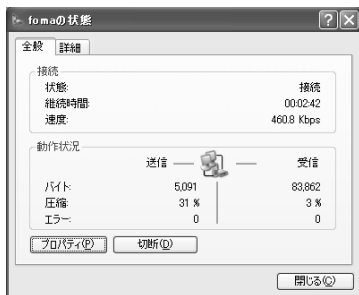 fomaの状態
全般 詳細
接続
状態: 接続
継続時間: 00:02:42
速度: 460.8 Kbps
動作状況
送信 受信
バイト: 5,091 83,862
圧縮: 31 % 3 %
エラー: 0 0
プロパティ(P) 切断(D)
閉じる(C)